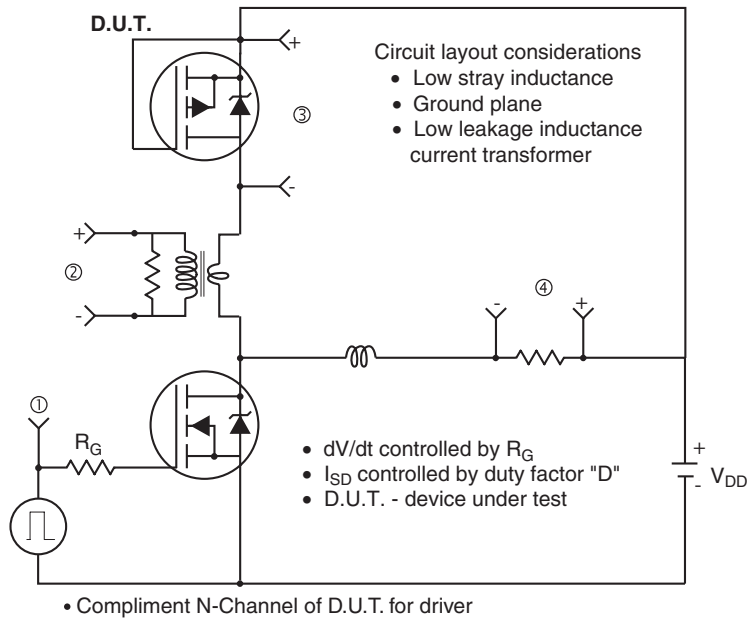 D.U.T.
+
Circuit layout considerations
• Low stray inductance
• Ground plane
• Low leakage inductance
current transformer
③
-
+
②
-
④
-
+
①
R_G
• dV/dt controlled by R_G
• I_SD controlled by duty factor "D"
• D.U.T. - device under test
+
-
V_DD
• Compliment N-Channel of D.U.T. for driver